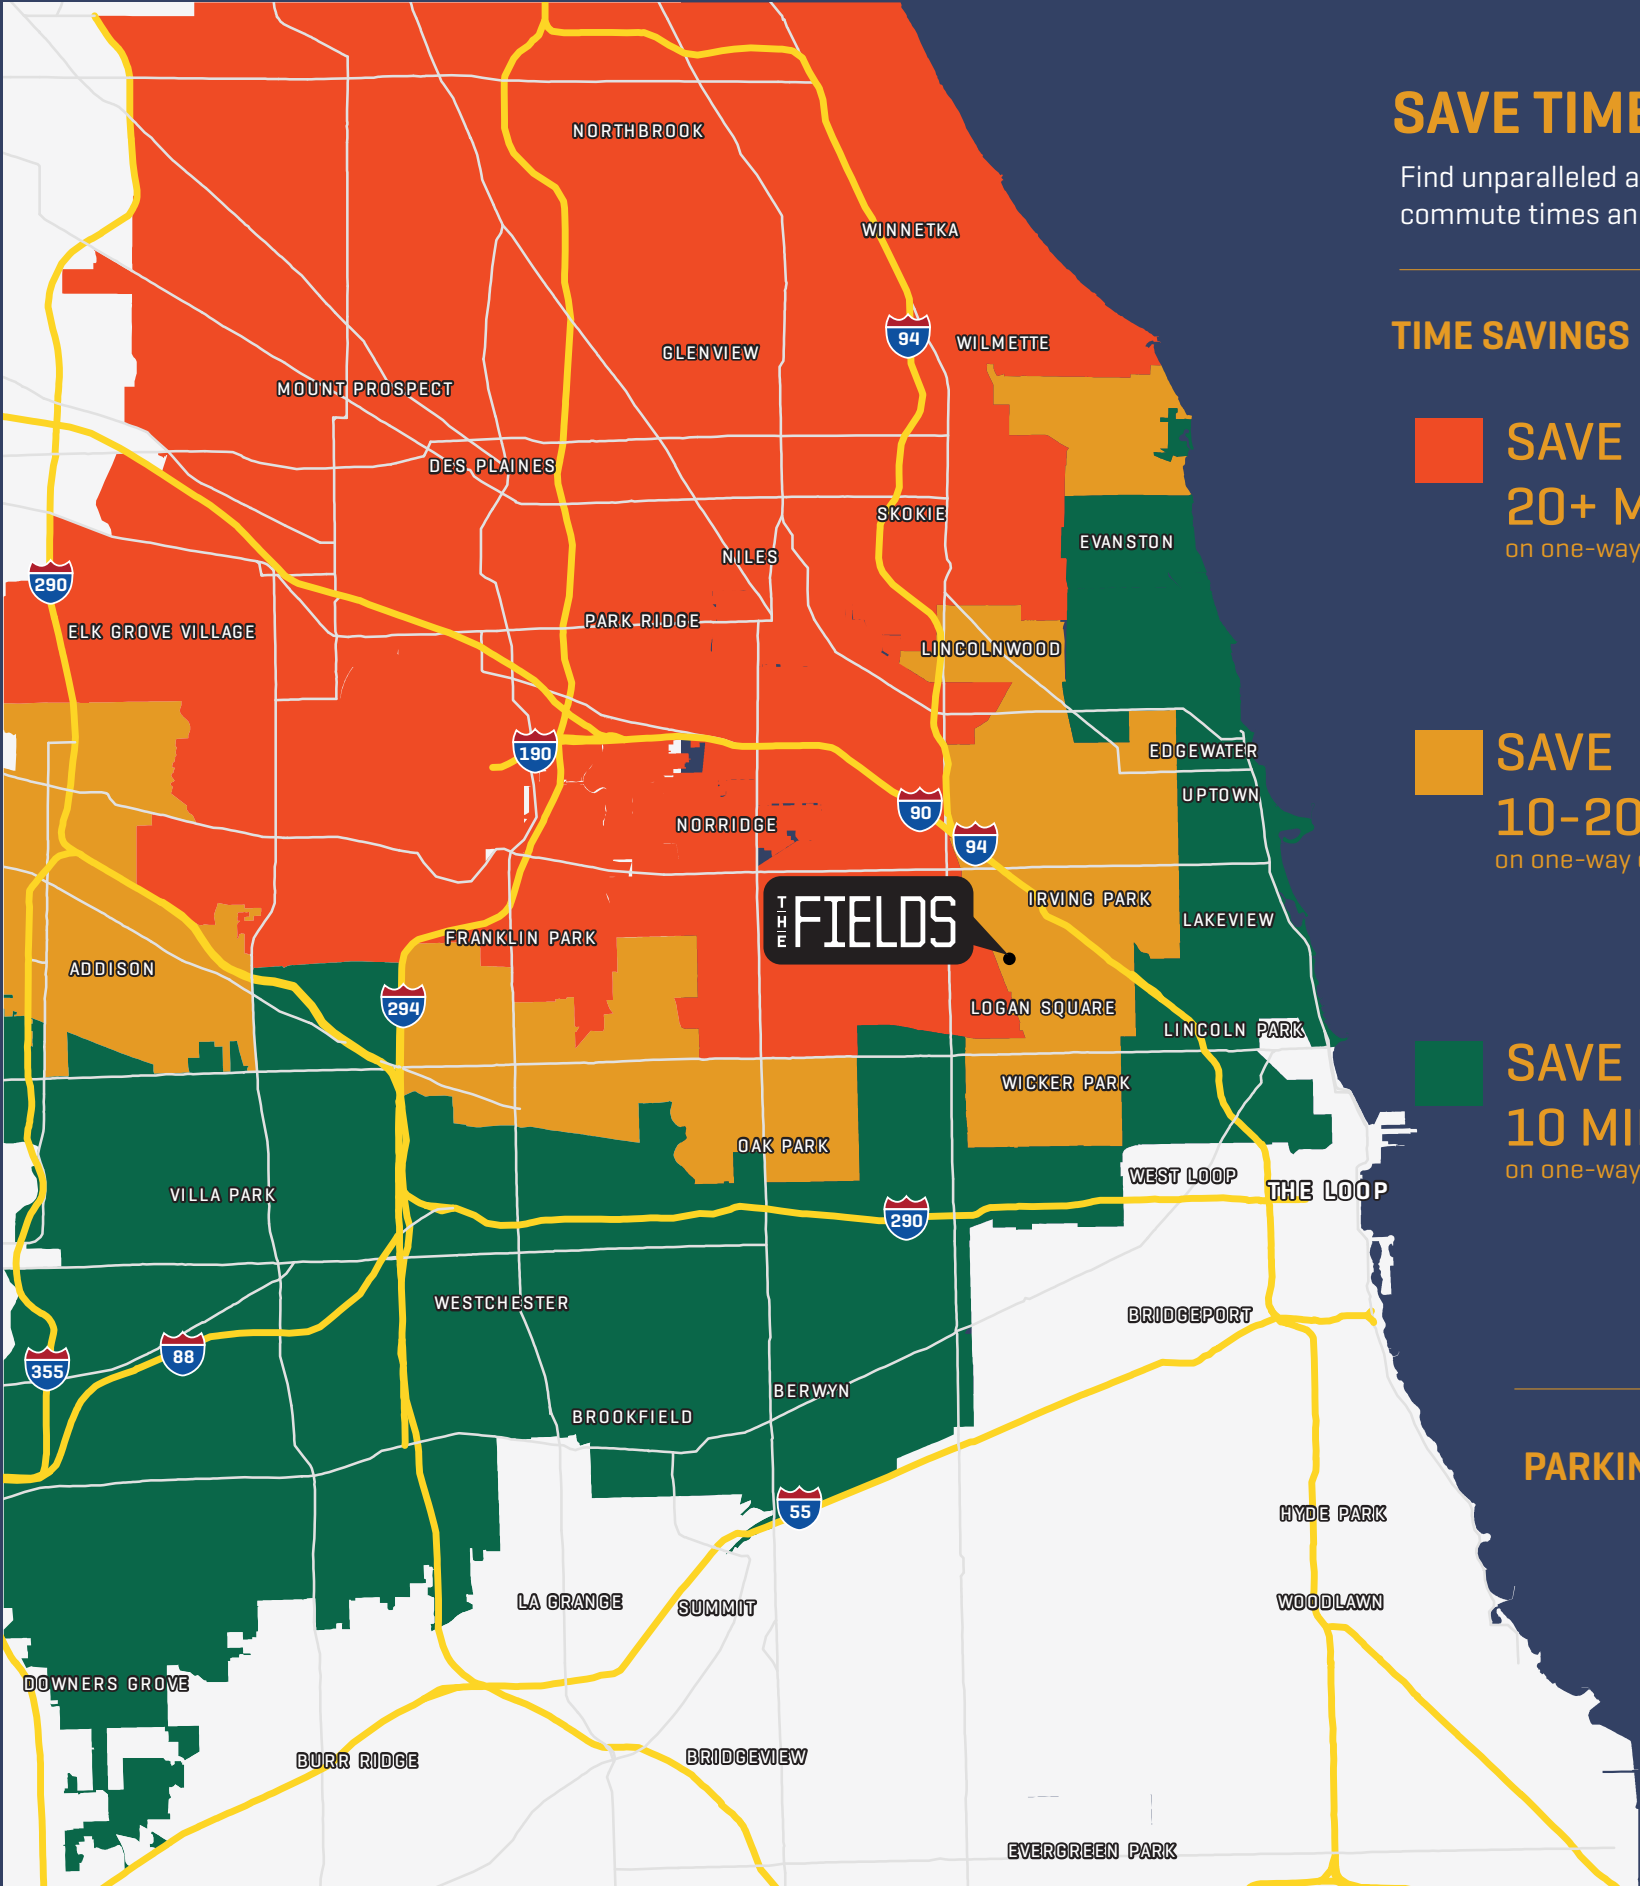 SAVE TIME
Find unparalleled a
commute times an
TIME SAVINGS
SAVE
20+ M
on one-way
SAVE
10-20
on one-way
SAVE
10 MI
on one-way
PARKIN
NORTHBROOK
WINNETKA
94
WILMETTE
GLENVIEW
MOUNT PROSPECT
DES PLAINES
SKOKIE
EVANSTON
NILES
290
PARK RIDGE
ELK GROVE VILLAGE
LINCOLNWOOD
190
EDGEWATER
UPTOWN
90
NORRIDGE
94
IRVING PARK
THE
FIELDS
LAKEVIEW
FRANKLIN PARK
ADDISON
294
LOGAN SQUARE
LINCOLN PARK
WICKER PARK
OAK PARK
WEST LOOP
THE LOOP
VILLA PARK
290
WESTCHESTER
BRIDGEPORT
88
355
BERWYN
BROOKFIELD
55
HYDE PARK
LA GRANGE
SUMMIT
WOODLAWN
DOWNERS GROVE
BURR RIDGE
BRIDGEVIEW
EVERGREEN PARK